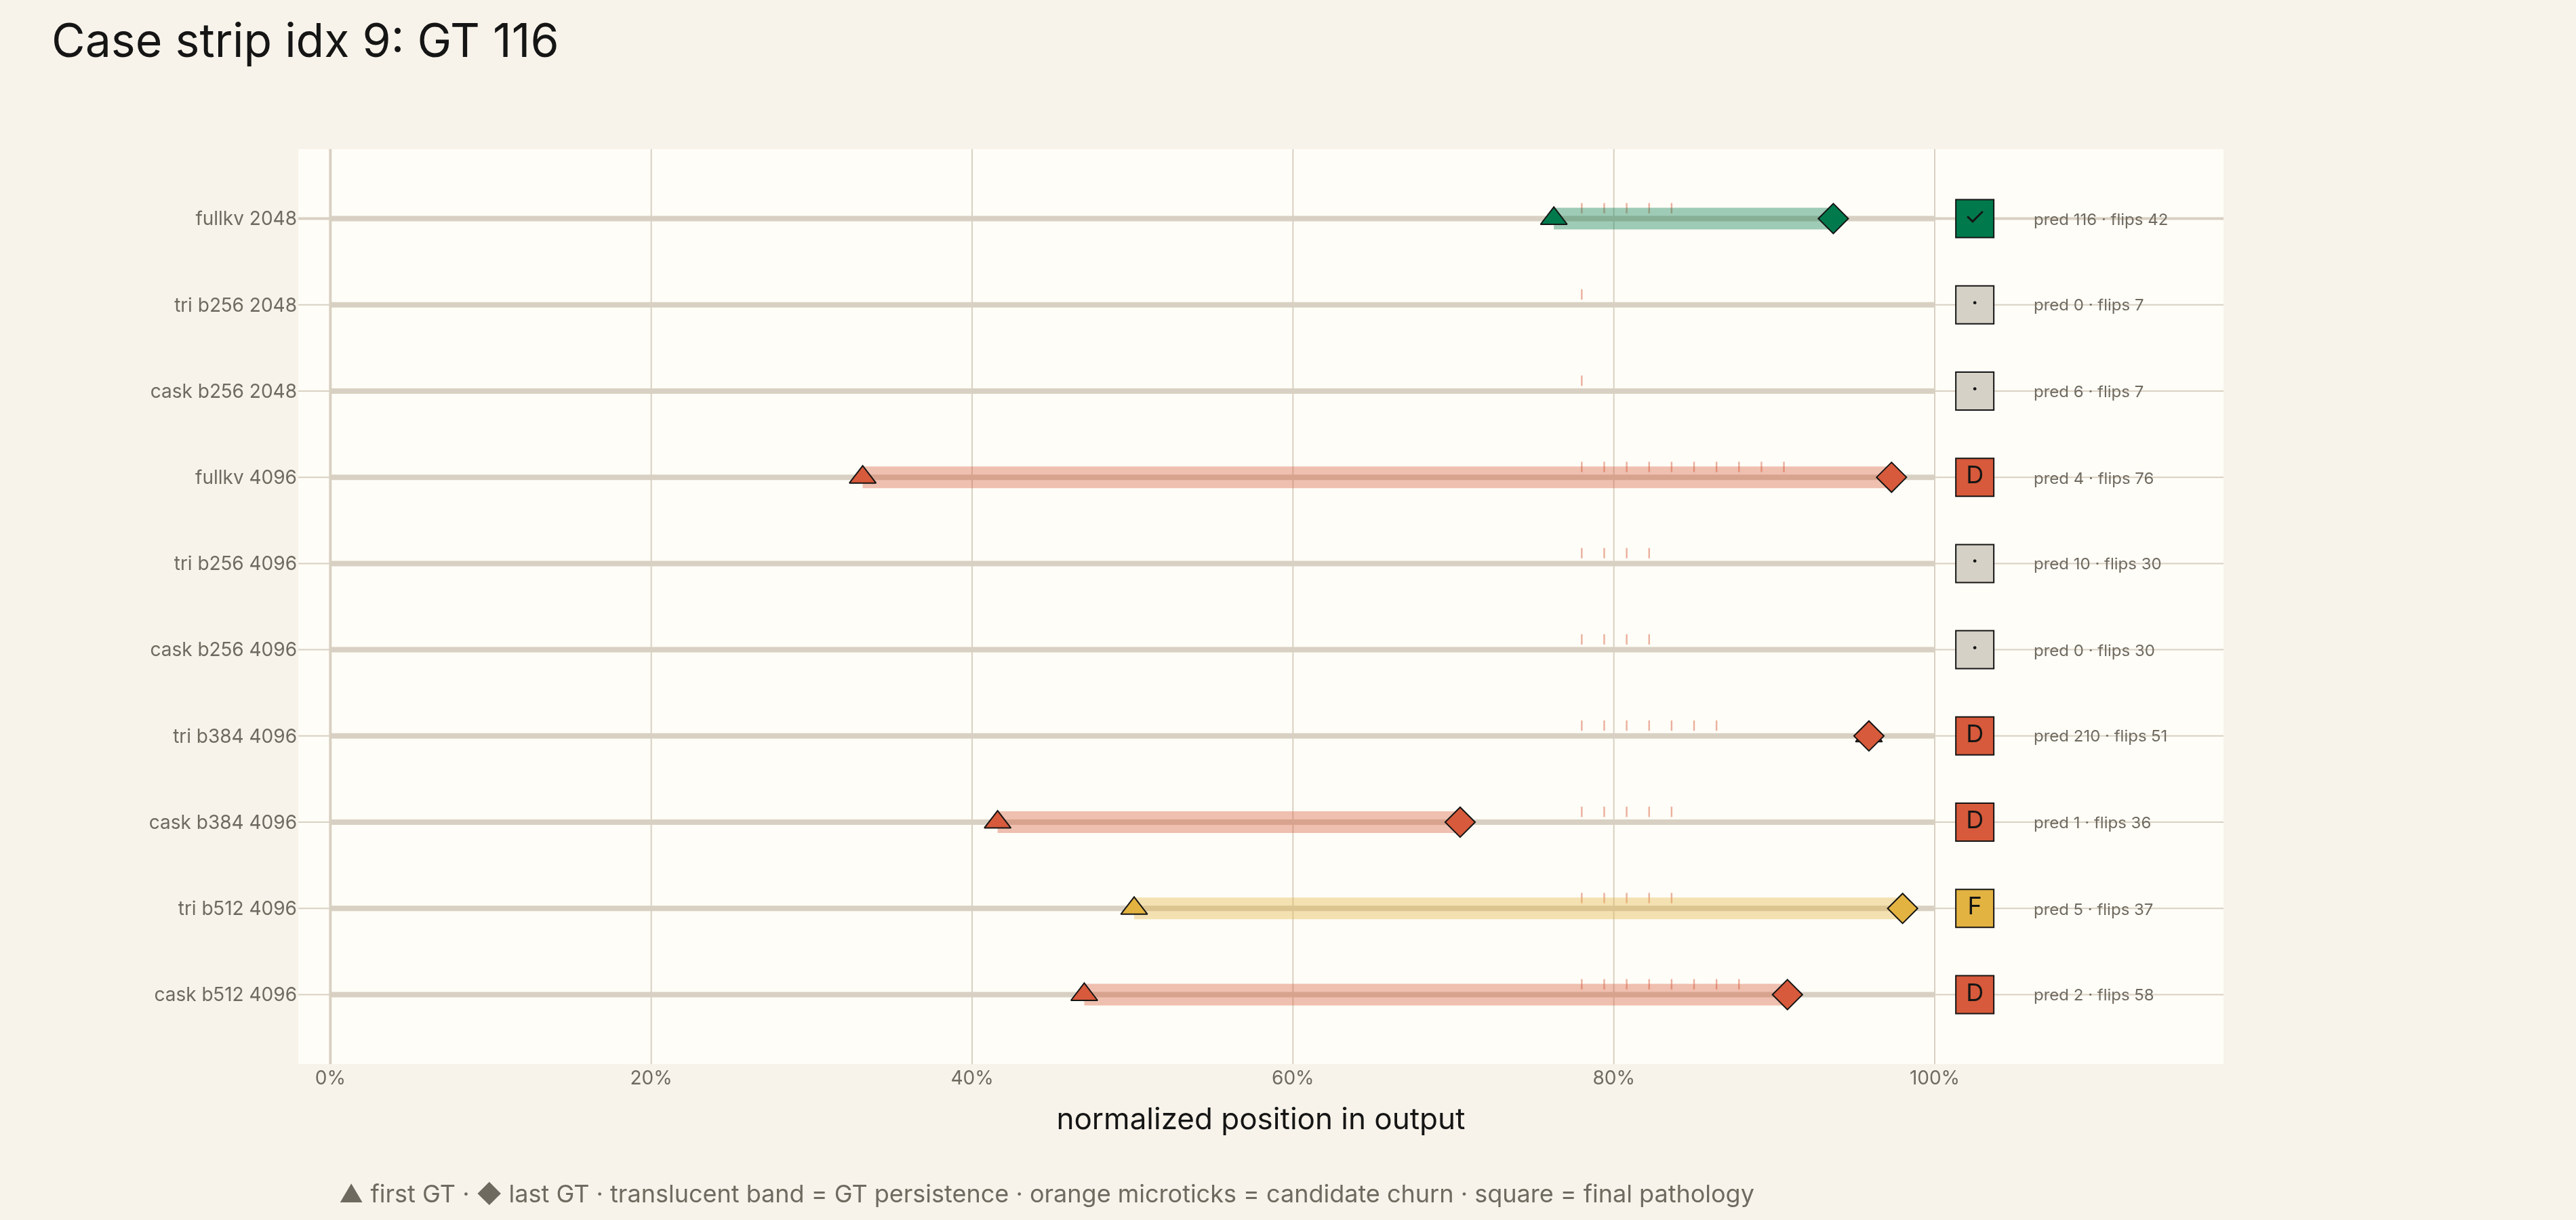 Case strip idx 9: GT 116
fullkv 2048 ✓ pred 116 · flips 42
tri b256 2048 · pred 0 · flips 7
cask b256 2048 · pred 6 · flips 7
fullkv 4096 D pred 4 · flips 76
tri b256 4096 · pred 10 · flips 30
cask b256 4096 · pred 0 · flips 30
tri b384 4096 D pred 210 · flips 51
cask b384 4096 D pred 1 · flips 36
tri b512 4096 F pred 5 · flips 37
cask b512 4096 D pred 2 · flips 58
0% 20% 40% 60% 80% 100%
normalized position in output
▲ first GT · ◆ last GT · translucent band = GT persistence · orange microticks = candidate churn · square = final pathology